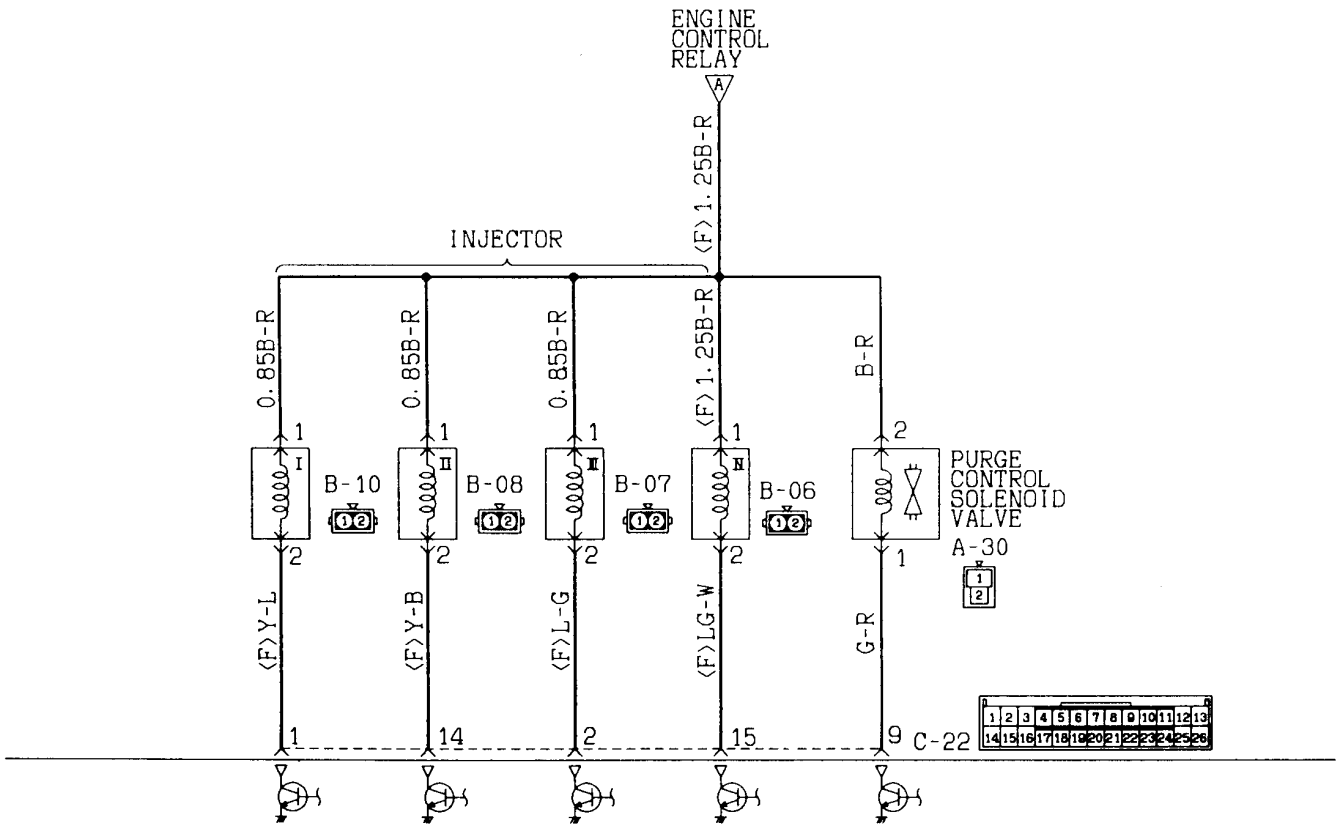 ENGINE
CONTROL
RELAY
A
<F>1.25B-R
INJECTOR
0.85B-R
0.85B-R
0.85B-R
<F>1.25B-R
B-R
1
1
1
1
2
I
II
III
IV
B-10
1 2
B-08
1 2
B-07
1 2
B-06
1 2
PURGE
CONTROL
SOLENOID
VALVE
A-30
1
2
2
2
2
2
1
<F>Y-L
<F>Y-B
<F>L-G
<F>LG-W
G-R
1
14
2
15
9
C-22
1 2 3 4 5 6 7 8 9 10 11 12 13
14 15 16 17 18 19 20 21 22 23 24 25 26